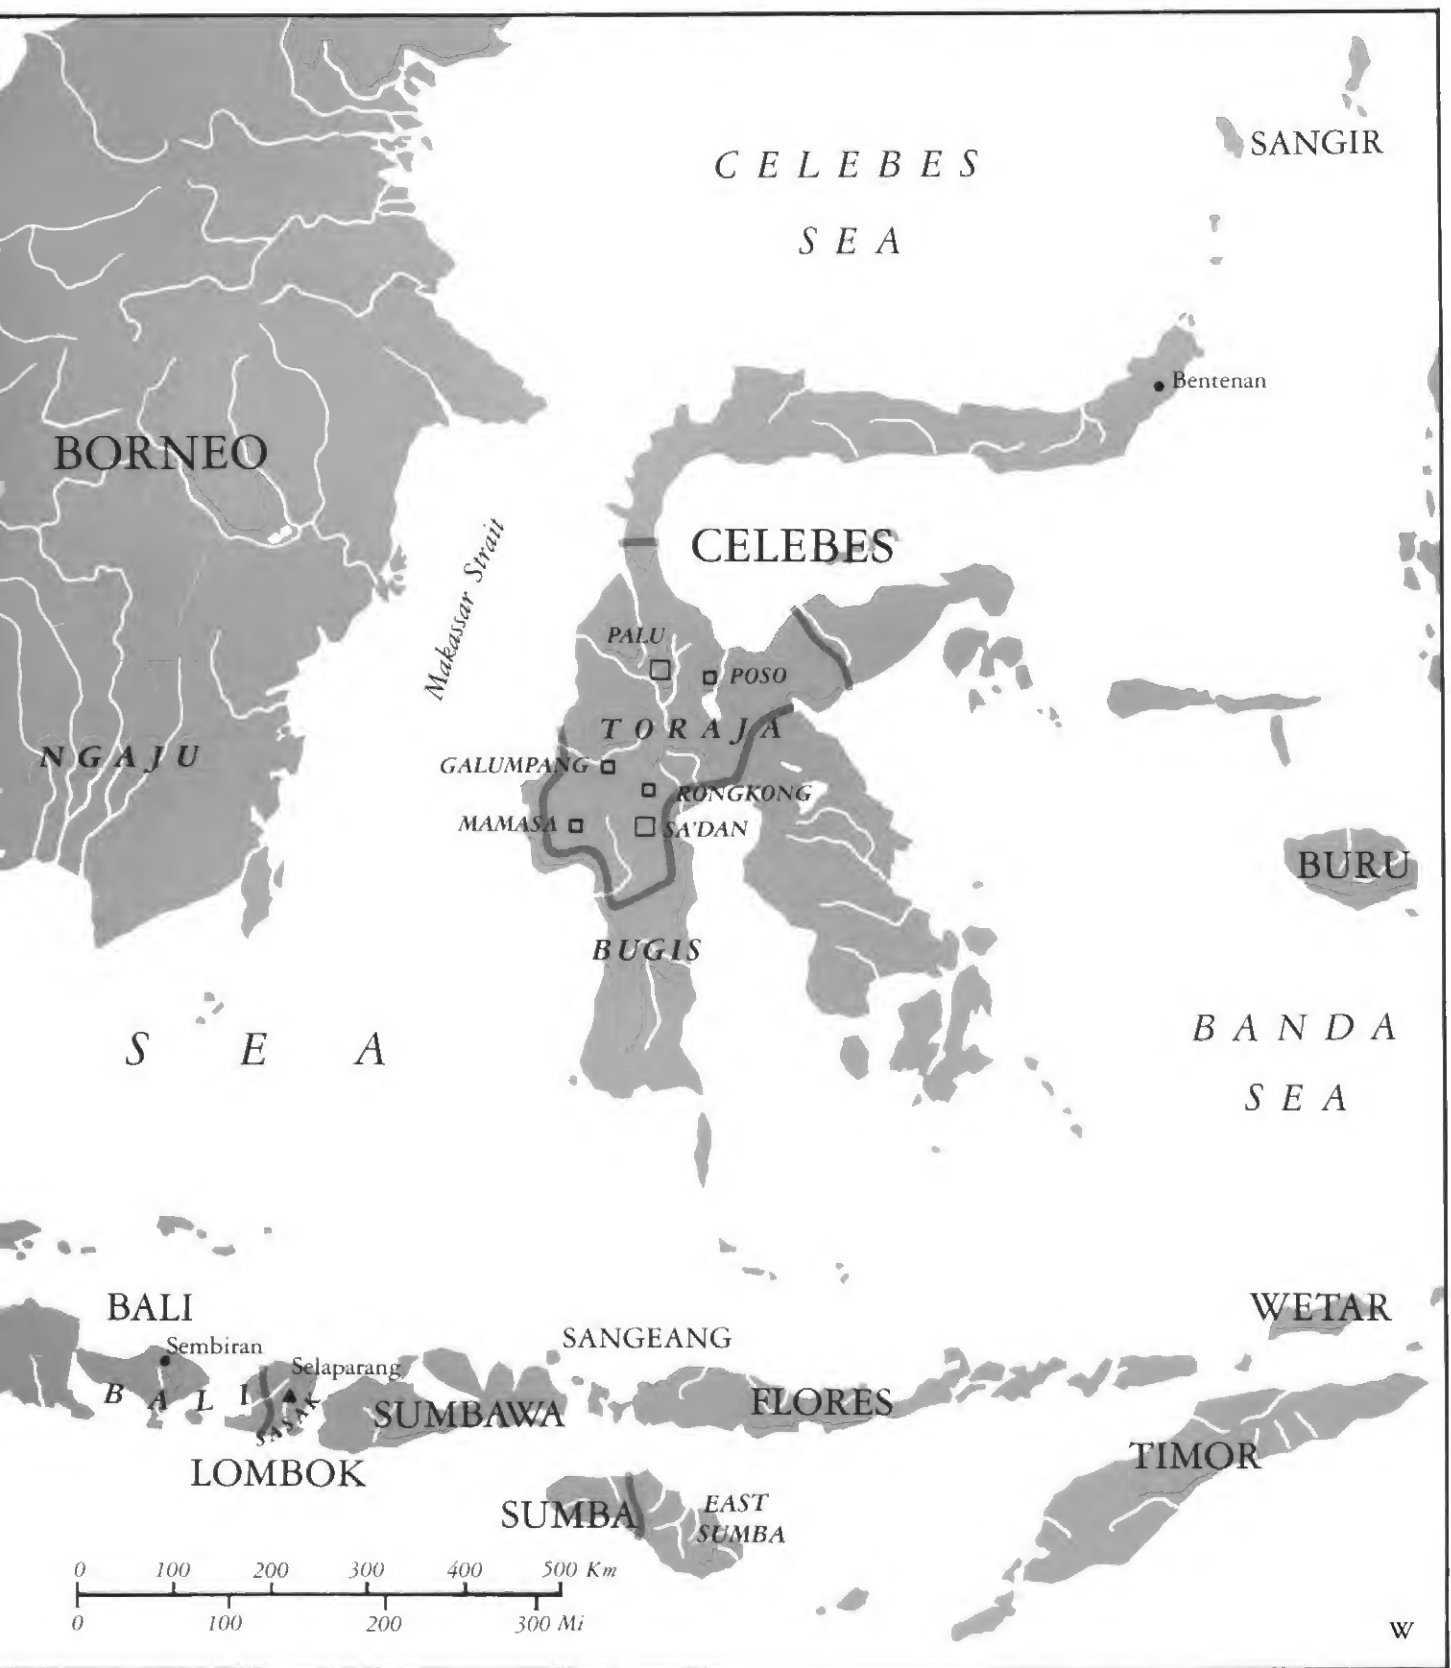 SANGIR
CELEBES
SEA
Bentenan
BORNEO
CELEBES
Makassar Strait
PALU
POSO
TORAJA
NGAJU
GALUMPANG
RONGKONG
MAMASA
SA'DAN
BURU
BUGIS
SEA
BANDA
SEA
BALI
WETAR
SANGEANG
Sembiran
Selaparang
BALI
SASAK
SUMBAWA
FLORES
LOMBOK
TIMOR
SUMBA
EAST
SUMBA
0 100 200 300 400 500 Km
0 100 200 300 Mi
W